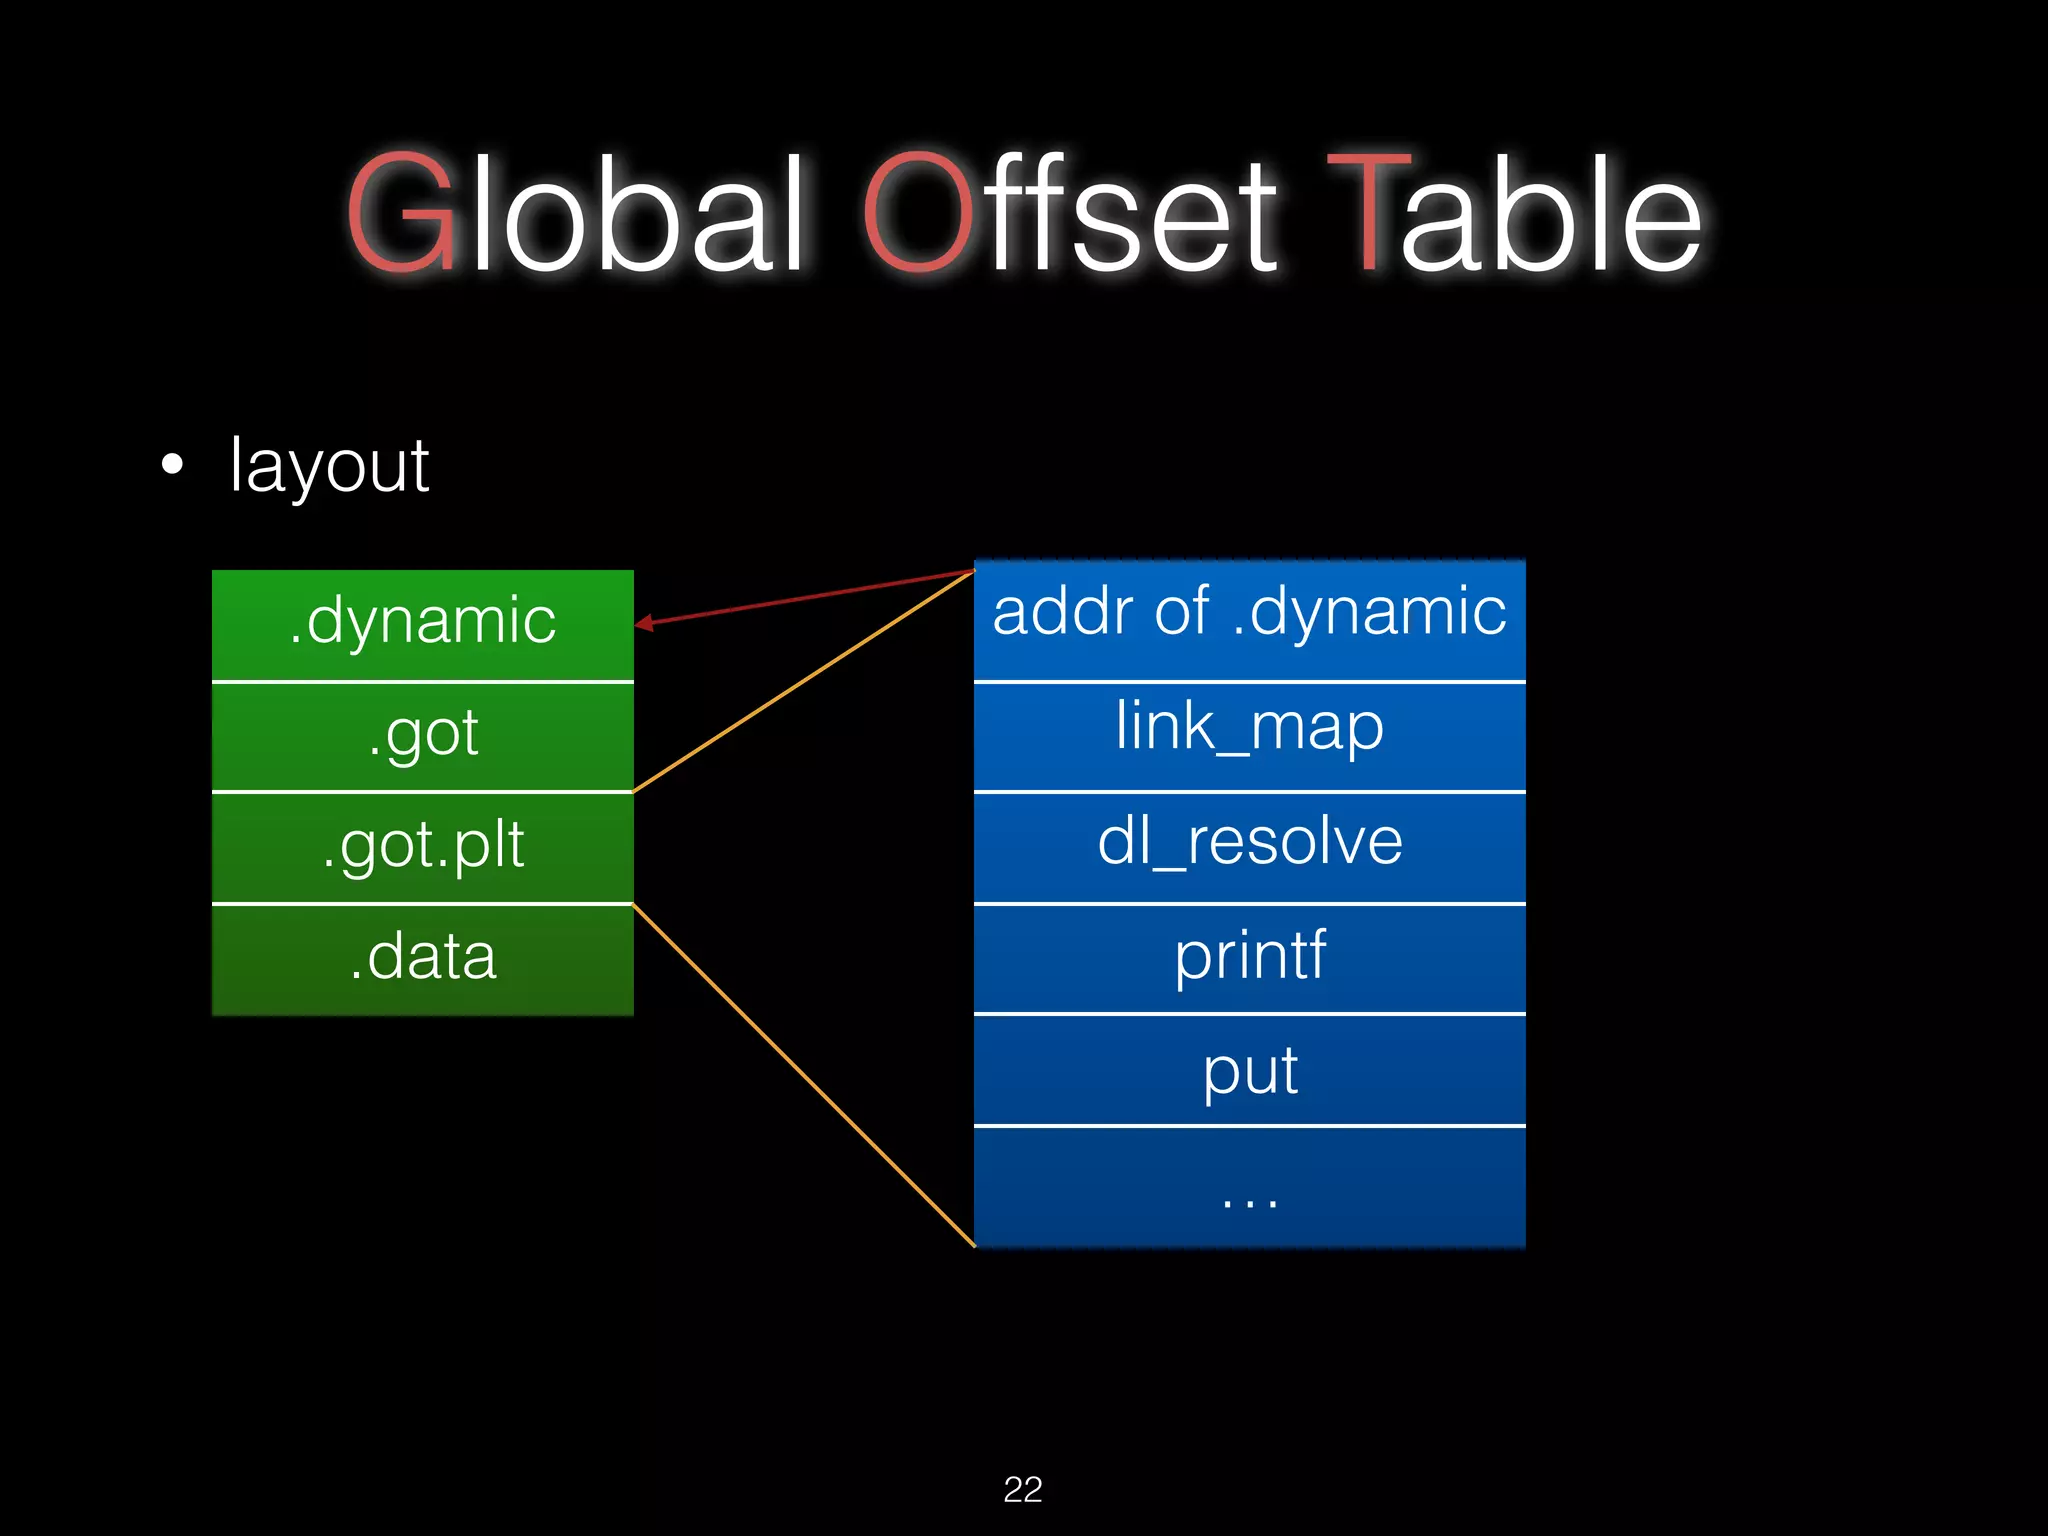 Global Offset Table
• layout
.dynamic
.got
.got.plt
.data
addr of .dynamic
link_map
dl_resolve
printf
put
…
22